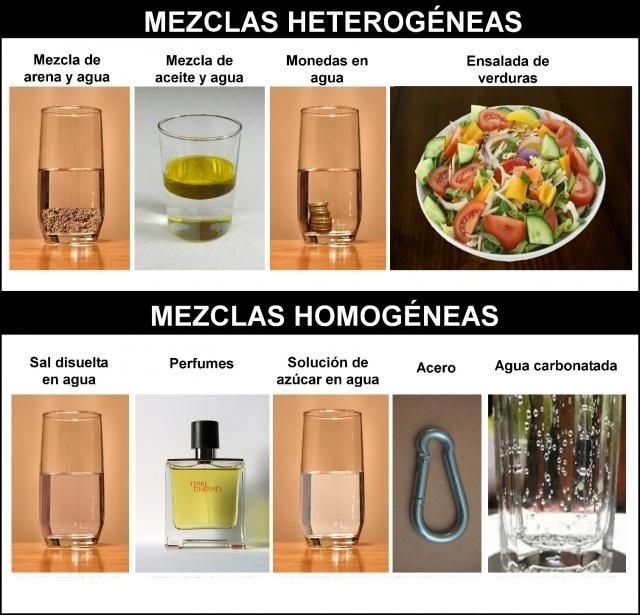 MEZCLAS HETEROGÉNEAS
Mezcla de
arena y agua
Mezcla de
aceite y agua
Monedas en
agua
Ensalada de
verduras
MEZCLAS HOMOGÉNEAS
Sal disuelta
en agua
Perfumes
Solución de
azúcar en agua
Acero
Agua carbonatada
TERRE
D'HERMES